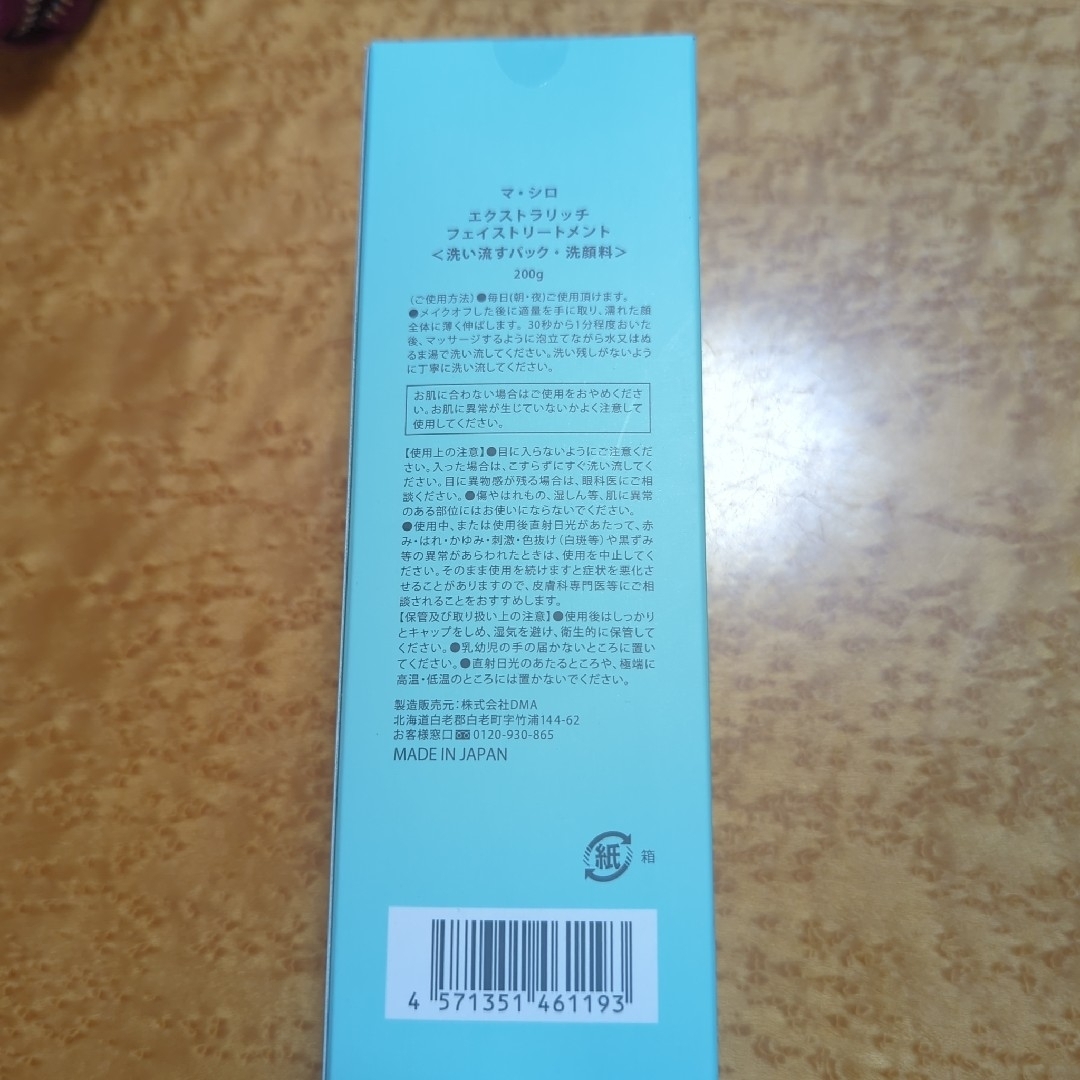 マ・シロ
エクストラリッチ
フェイストリートメント
＜洗い流すパック・洗顔料＞
200g
（ご使用方法）●毎日(朝・夜)ご使用頂けます。
●メイクオフした後に適量を手に取り、濡れた顔
全体に薄く伸ばします。30秒から1分程度おいた
後、マッサージするように泡立てながら水又はぬ
るま湯で洗い流してください。洗い残しがないよう
に丁寧に洗い流してください。
お肌に合わない場合はご使用をおやめくださ
い。お肌に異常が生じていないかよく注意して
使用してください。
【使用上の注意】●目に入らないようにご注意くだ
さい。入った場合は、こすらずにすぐ洗い流してく
ださい。目に異物感が残る場合は、眼科医にご相
談ください。●傷やはれもの、湿しん等、肌に異常
のある部位にはお使いにならないでください。
●使用中、または使用後直射日光があたって、赤
み・はれ・かゆみ・刺激・色抜け（白斑等）や黒ずみ
等の異常があらわれたときは、使用を中止してく
ださい。そのまま使用を続けますと症状を悪化さ
せることがありますので、皮膚科専門医等にご相
談されることをおすすめします。
【保管及び取り扱い上の注意】●使用後はしっかり
とキャップをしめ、湿気を避け、衛生的に保管して
ください。●乳幼児の手の届かないところに置い
てください。●直射日光のあたるところや、極端に
高温・低温のところには置かないでください。
製造販売元：株式会社DMA
北海道白老郡白老町字竹浦144-62
お客様窓口 0120-930-865
MADE IN JAPAN
紙 箱
4 571351 461193